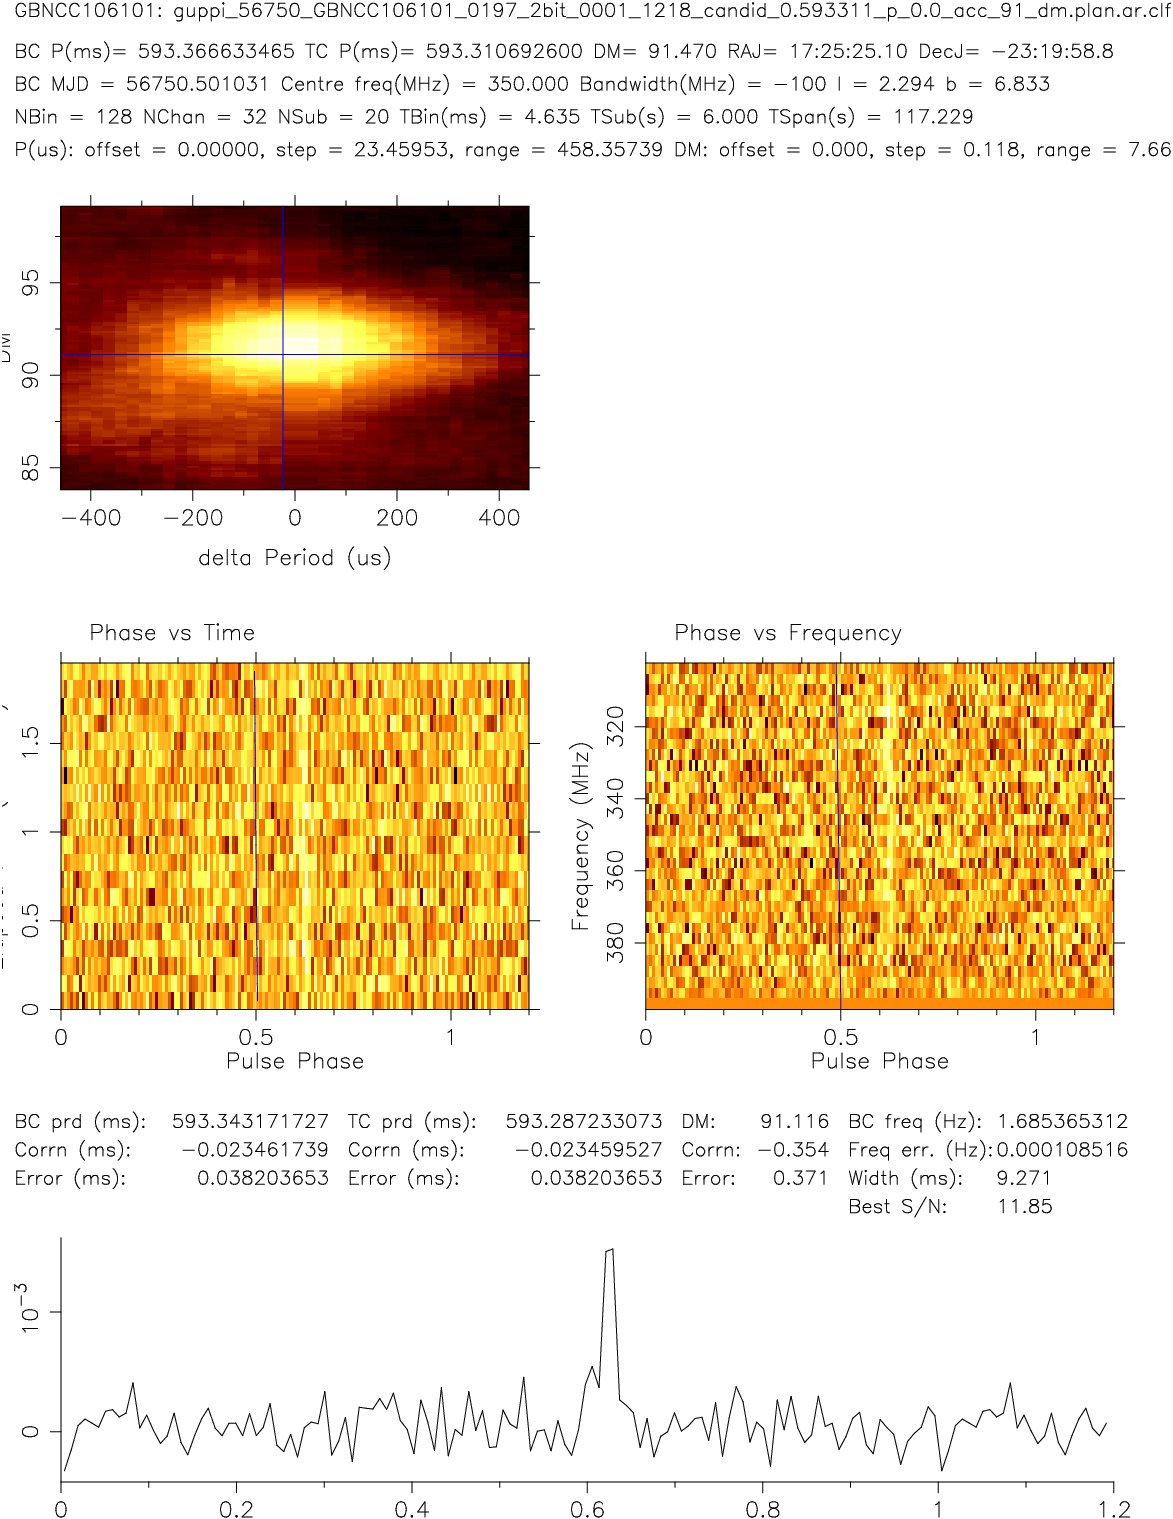 GBNCC106101: guppi_56750_GBNCC106101_0197_2bit_0001_1218_candid_0.593311_p_0.0_acc_91_dm.plan.ar.clf
BC P(ms)= 593.366633465 TC P(ms)= 593.310692600 DM= 91.470 RAJ= 17:25:25.10 DecJ= −23:19:58.8
BC MJD = 56750.501031 Centre freq(MHz) = 350.000 Bandwidth(MHz) = −100 l = 2.294 b = 6.833
NBin = 128 NChan = 32 NSub = 20 TBin(ms) = 4.635 TSub(s) = 6.000 TSpan(s) = 117.229
P(us): offset = 0.00000, step = 23.45953, range = 458.35739 DM: offset = 0.000, step = 0.118, range = 7.66
DM
95
90
85
−400 −200 0 200 400
delta Period (us)
Phase vs Time
1.5
1
0.5
0
0 0.5 1
Pulse Phase
Phase vs Frequency
Frequency (MHz)
320
340
360
380
0 0.5 1
Pulse Phase
BC prd (ms): 593.343171727 TC prd (ms): 593.287233073 DM: 91.116 BC freq (Hz): 1.685365312
Corrn (ms): −0.023461739 Corrn (ms): −0.023459527 Corrn: −0.354 Freq err. (Hz): 0.000108516
Error (ms): 0.038203653 Error (ms): 0.038203653 Error: 0.371 Width (ms): 9.271
Best S/N: 11.85
10−3
0
0 0.2 0.4 0.6 0.8 1 1.2